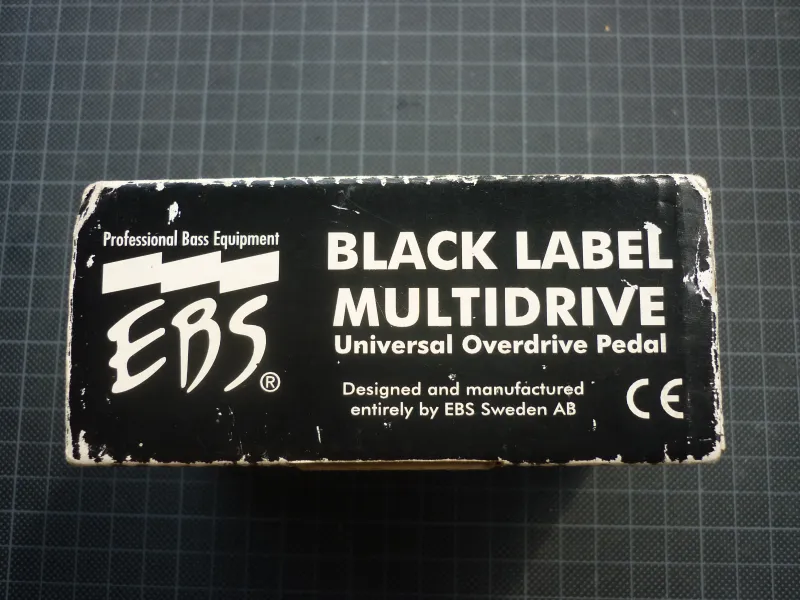 Professional Bass Equipment
EBS®
BLACK LABEL
MULTIDRIVE
Universal Overdrive Pedal
Designed and manufactured
entirely by EBS Sweden AB
CE